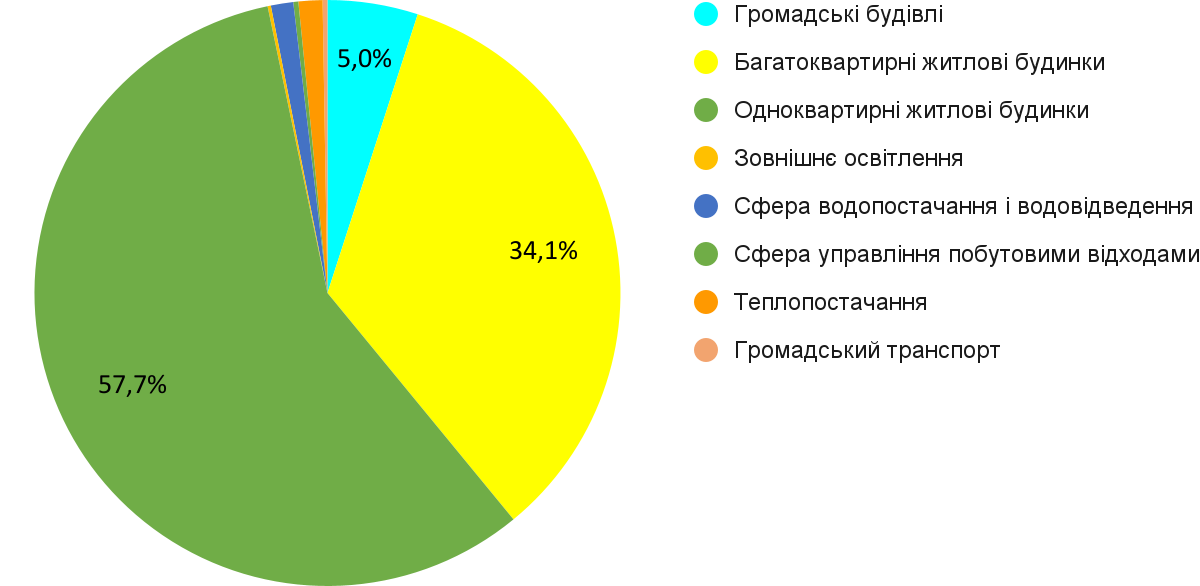 5,0%
34,1%
57,7%
Громадські будівлі
Багатоквартирні житлові будинки
Одноквартирні житлові будинки
Зовнішнє освітлення
Сфера водопостачання і водовідведення
Сфера управління побутовими відходами
Теплопостачання
Громадський транспорт